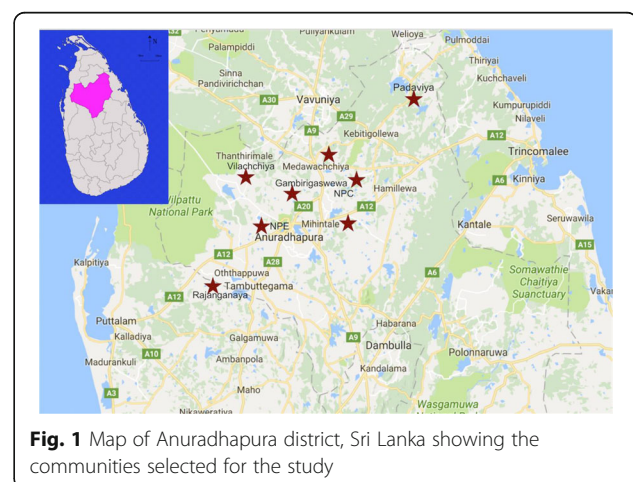 Periyamadu
Puliyankulam
Welioya
Pulmoddai
Palampiddi
Thiriyai
Sinna
Pandivirichchan
Vavuniya
Padaviya
Kuchchaveli
A30
A29
Kumpurupiddi
Nilaveli
A9
Kebitigollewa
A12
Trincomalee
Thanthirimale
Vilachchiya
Medawachchiya
Kinniya
Wilpattu
National Park
Gambirigaswewa
NPC
Hamillewa
A6
A20
A12
NPE
Mihintale
Kantale
Seruwawila
Anuradhapura
A12
A15
Kalpitiya
A28
Oththappuwa
A6
Somawathie
Chaitiya
Suanctuary
Tambuttegama
Rajanganaya
A12
Vakar
Puttalam
Habarana
Kalladiya
Galgamuwa
A9
Polonnaruwa
A10
Ambanpola
Dambulla
Madurankuli
Kandalama
Maho
A3
Wasgamuwa
Nikaweratiya
Fig. 1 Map of Anuradhapura district, Sri Lanka showing the
communities selected for the study